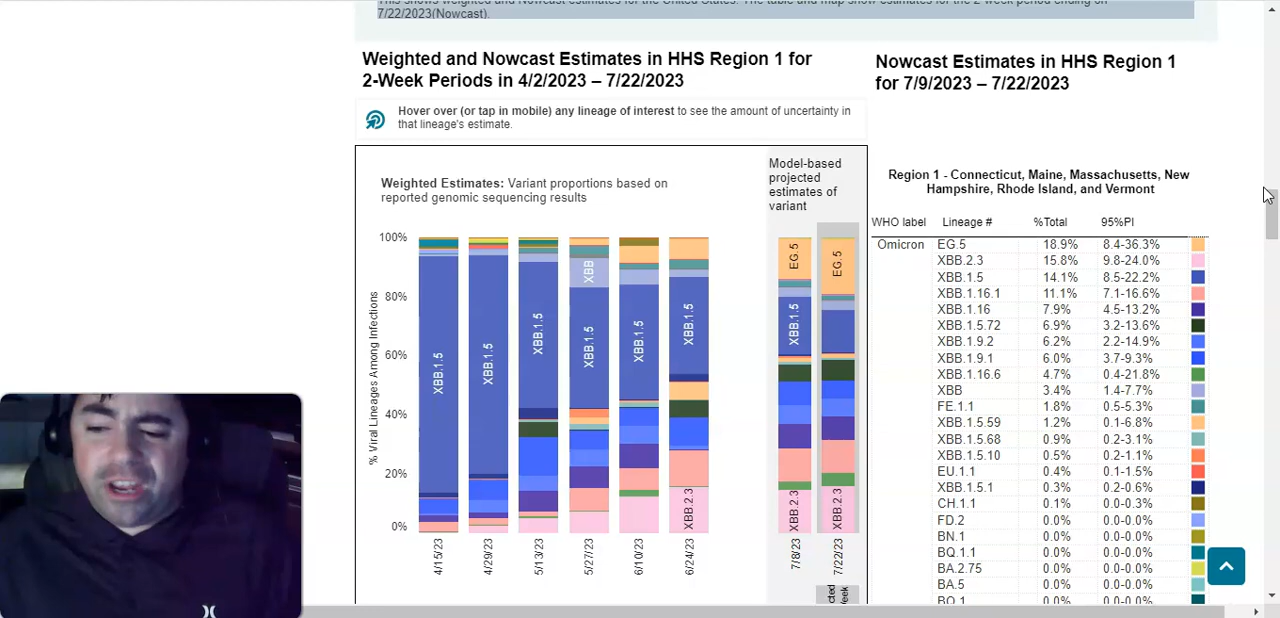 This shows weighted and Nowcast estimates for the United States. The table and map show estimates for the 2-week period ending on
7/22/2023(Nowcast).
Weighted and Nowcast Estimates in HHS Region 1 for
2-Week Periods in 4/2/2023 – 7/22/2023
Hover over (or tap in mobile) any lineage of interest to see the amount of uncertainty in
that lineage's estimate.
Weighted Estimates: Variant proportions based on
reported genomic sequencing results
Model-based
projected
estimates of
variant
% Viral Lineages Among Infections
100%
80%
60%
40%
20%
0%
XBB.1.5
XBB.1.5
XBB.1.5
XBB
XBB.1.5
XBB.1.5
XBB.1.5
XBB.2.3
EG.5
XBB.1.5
XBB.2.3
EG.5
XBB.2.3
4/15/23
4/29/23
5/13/23
5/27/23
6/10/23
6/24/23
7/8/23
7/22/23
Nowcast Estimates in HHS Region 1
for 7/9/2023 – 7/22/2023
Region 1 - Connecticut, Maine, Massachusetts, New
Hampshire, Rhode Island, and Vermont
WHO label Lineage # %Total 95%PI
Omicron EG.5 18.9% 8.4-36.3%
XBB.2.3 15.8% 9.8-24.0%
XBB.1.5 14.1% 8.5-22.2%
XBB.1.16.1 11.1% 7.1-16.6%
XBB.1.16 7.9% 4.5-13.2%
XBB.1.5.72 6.9% 3.2-13.6%
XBB.1.9.2 6.2% 2.2-14.9%
XBB.1.9.1 6.0% 3.7-9.3%
XBB.1.16.6 4.7% 0.4-21.8%
XBB 3.4% 1.4-7.7%
FE.1.1 1.8% 0.5-5.3%
XBB.1.5.59 1.2% 0.1-6.8%
XBB.1.5.68 0.9% 0.2-3.1%
XBB.1.5.10 0.5% 0.2-1.1%
EU.1.1 0.4% 0.1-1.5%
XBB.1.5.1 0.3% 0.2-0.6%
CH.1.1 0.1% 0.0-0.3%
FD.2 0.0% 0.0-0.0%
BN.1 0.0% 0.0-0.0%
BQ.1.1 0.0% 0.0-0.0%
BA.2.75 0.0% 0.0-0.0%
BA.5 0.0% 0.0-0.0%
BQ.1 0.0% 0.0-0.0%